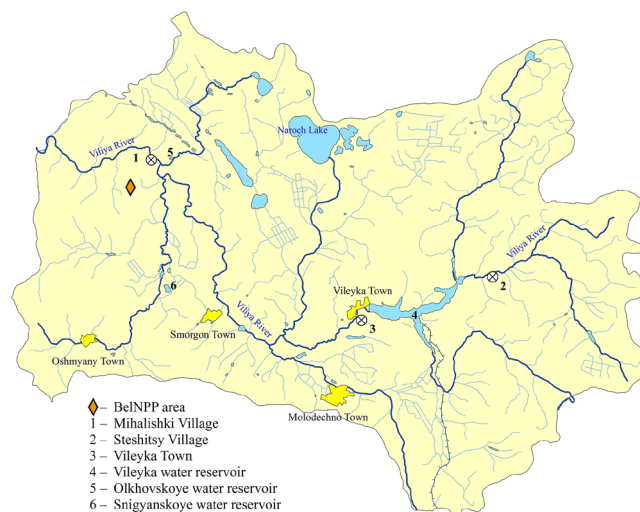 Naroch Lake
Viliya River
1
5
Viliya River
2
6
Vileyka Town
4
3
Smorgon Town
Viliya River
Oshmyany Town
Molodechno Town
– BelNPP area
1 – Mihalishki Village
2 – Steshitsy Village
3 – Vileyka Town
4 – Vileyka water reservoir
5 – Olkhovskoye water reservoir
6 – Snigyanskoye water reservoir